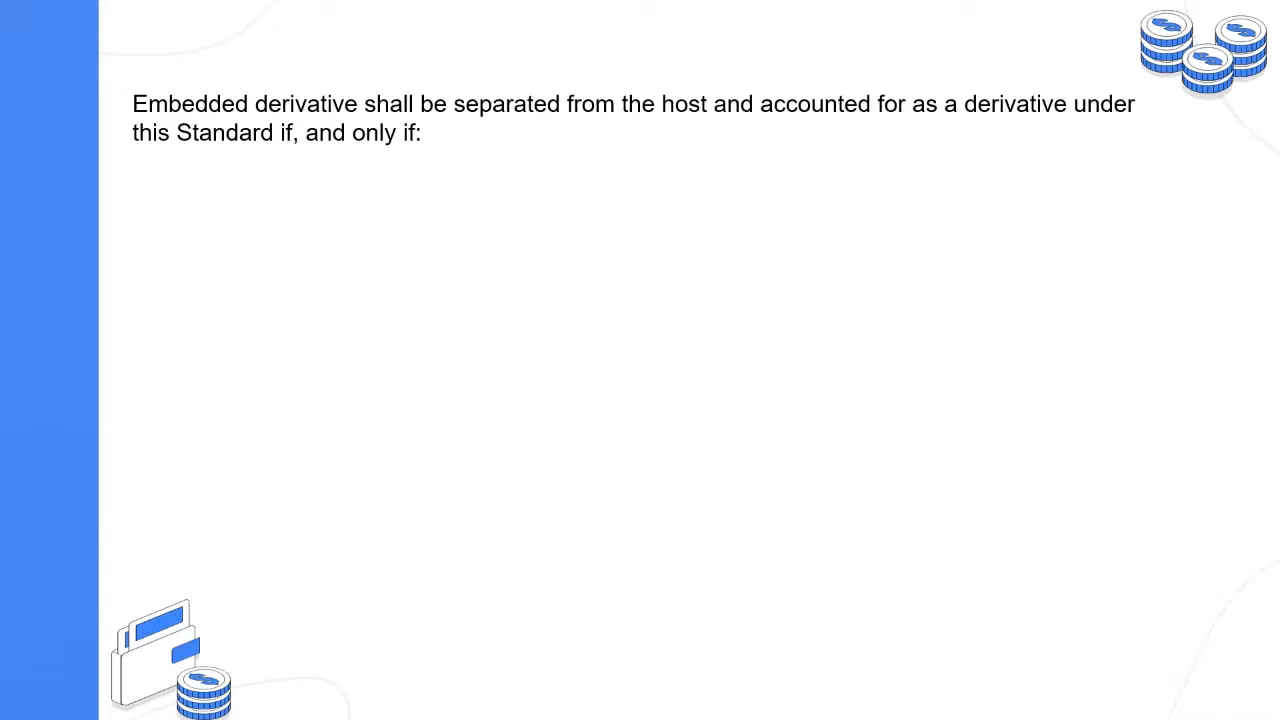 Embedded derivative shall be separated from the host and accounted for as a derivative under
this Standard if, and only if: